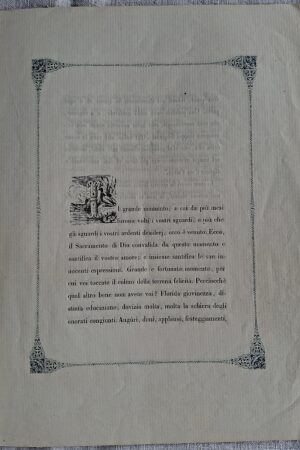 Il grande momento, a cui da più mesi
furono volti i vostri sguardi, e più che
gli sguardi i vostri ardenti desiderj, ecco è venuto. Ecco,
il Sacramento di Dio convalida da questo momento e
santifica il vostro amore; e insieme santifica le sue in-
nocenti espressioni. Grande e fortunato momento, per
cui voi toccate il colmo della terrena felicità. Perciocchè
qual altro bene non avete voi? Florida giovinezza, di-
stinta educazione, dovizia molta, molta la schiera degli
onorati congiunti. Augúri, doni, applausi, festeggiamenti,